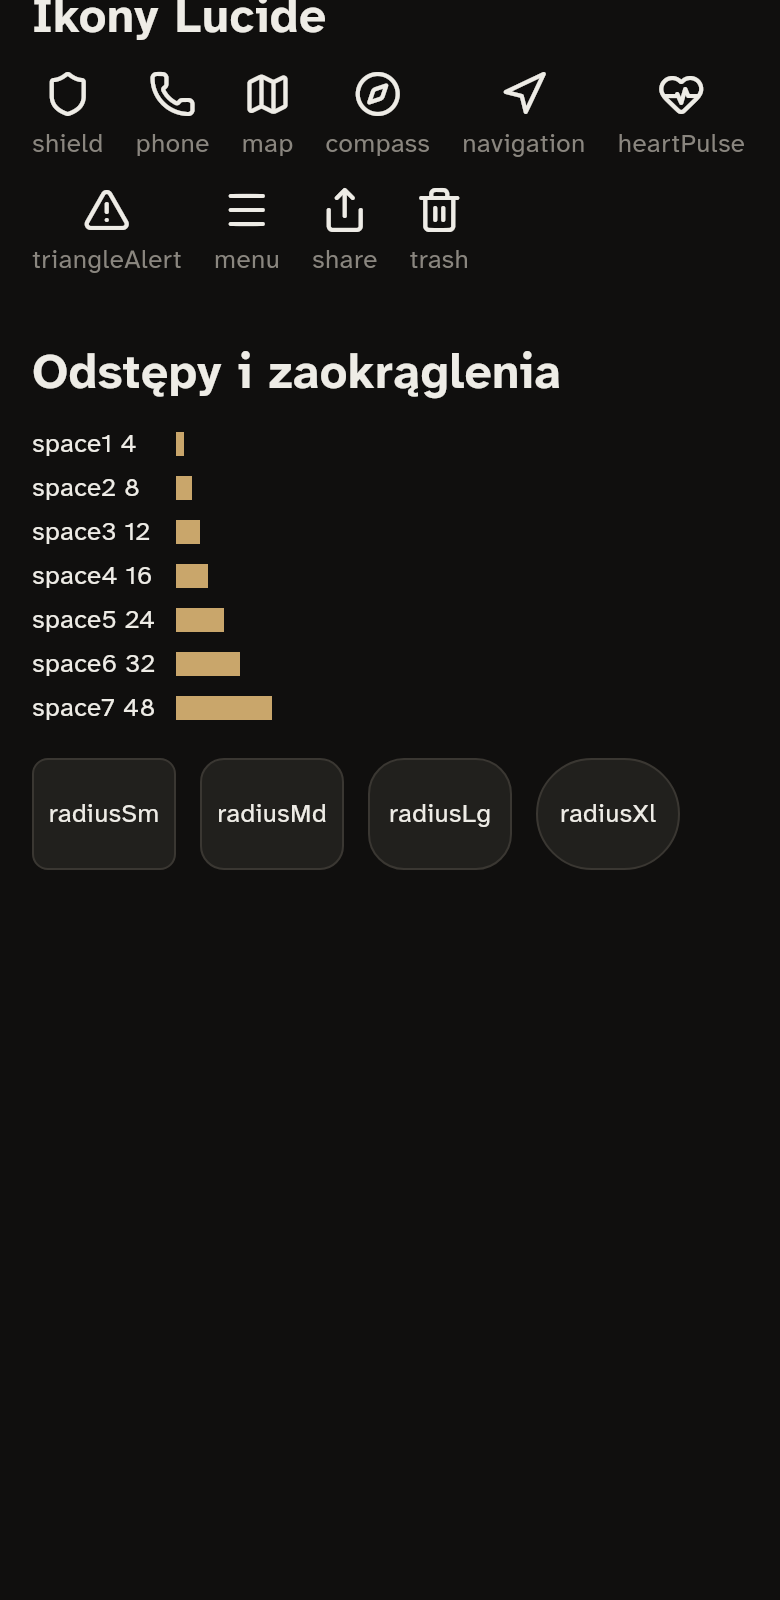 Ikony Lucide
shield phone map compass navigation heartPulse
triangleAlert menu share trash
Odstępy i zaokrąglenia
space1 4
space2 8
space3 12
space4 16
space5 24
space6 32
space7 48
radiusSm radiusMd radiusLg radiusXl